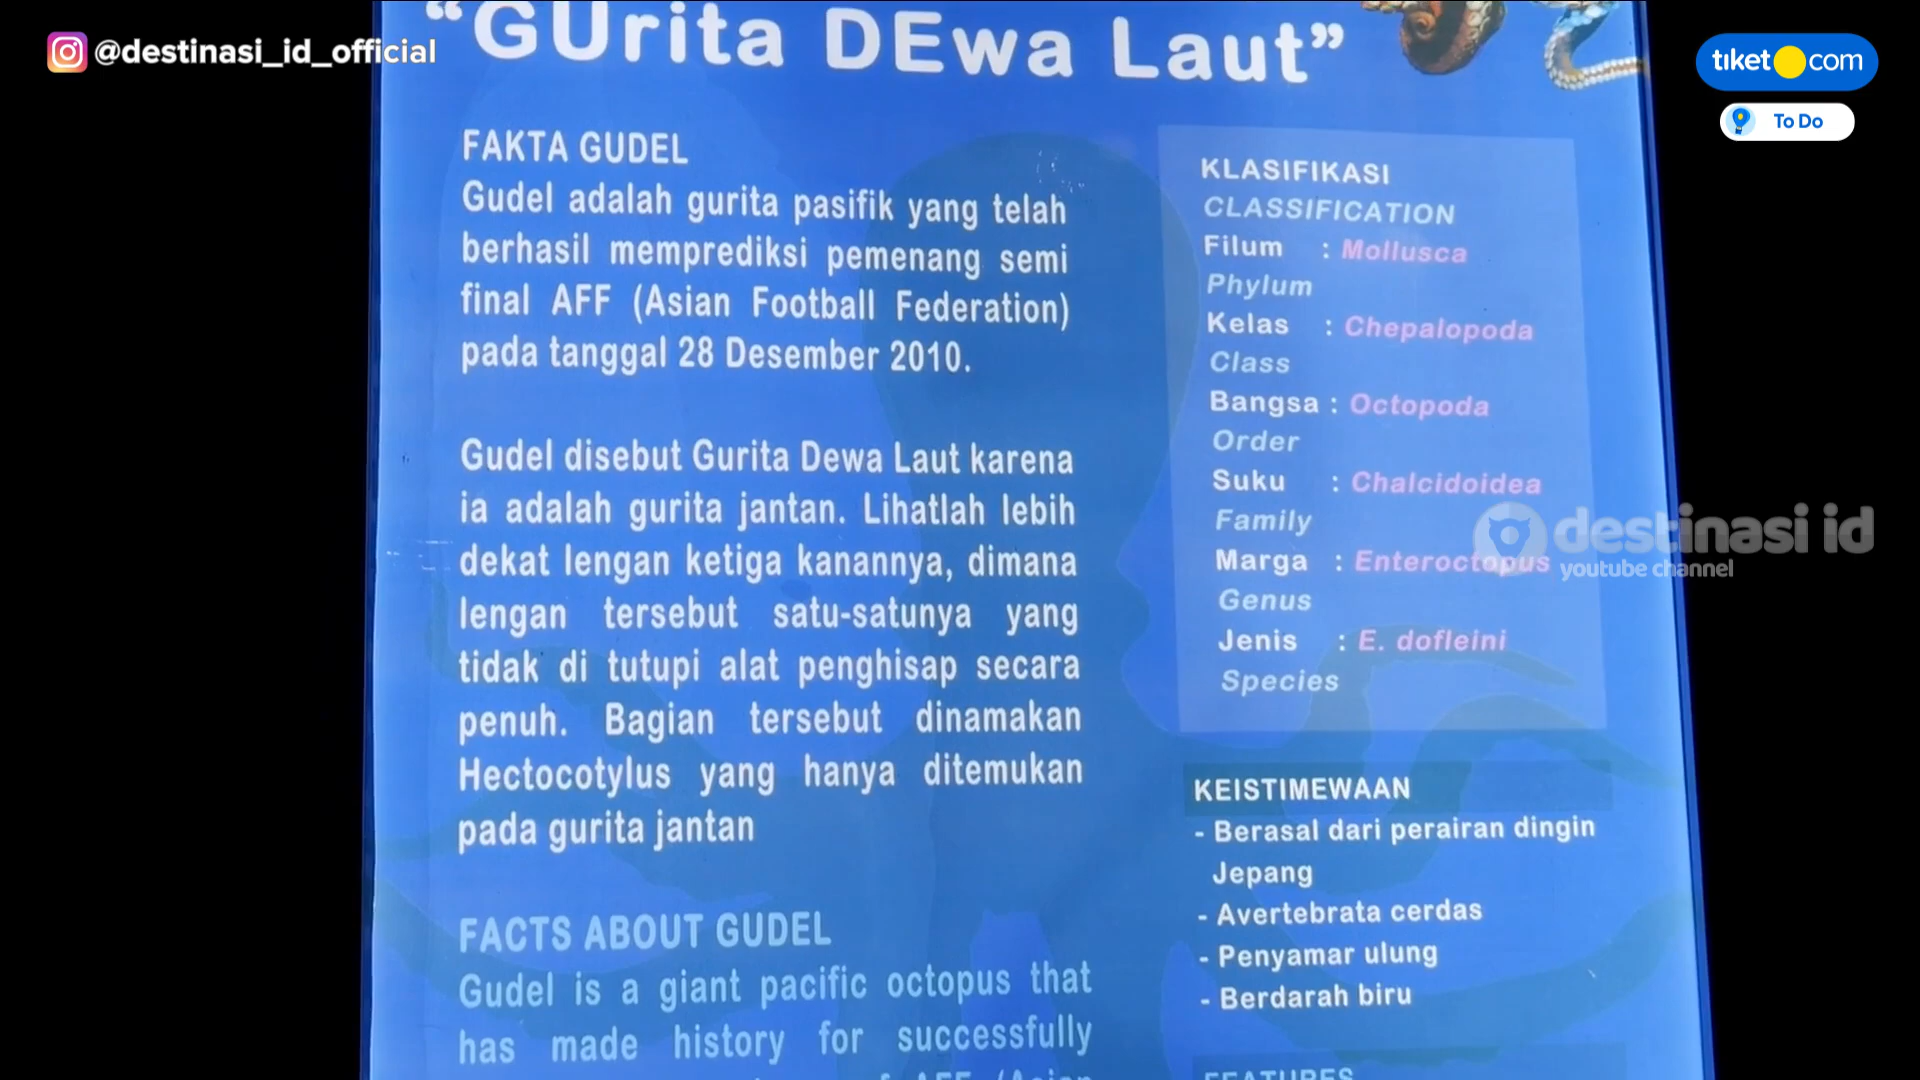 @destinasi_id_official
tiket.com
To Do
"GUrita DEwa Laut"
FAKTA GUDEL
Gudel adalah gurita pasifik yang telah
berhasil memprediksi pemenang semi
final AFF (Asian Football Federation)
pada tanggal 28 Desember 2010.
Gudel disebut Gurita Dewa Laut karena
ia adalah gurita jantan. Lihatlah lebih
dekat lengan ketiga kanannya, dimana
lengan tersebut satu-satunya yang
tidak di tutupi alat penghisap secara
penuh. Bagian tersebut dinamakan
Hectocotylus yang hanya ditemukan
pada gurita jantan
FACTS ABOUT GUDEL
Gudel is a giant pacific octopus that
has made history for successfully
AFF (Asian
KLASIFIKASI
CLASSIFICATION
Filum : Mollusca
Phylum
Kelas : Chepalopoda
Class
Bangsa : Octopoda
Order
Suku : Chalcidoidea
Family
Marga : Enteroctopus
Genus
Jenis : E. dofleini
Species
KEISTIMEWAAN
- Berasal dari perairan dingin
Jepang
- Avertebrata cerdas
- Penyamar ulung
- Berdarah biru
FEATURES
destinasi id
youtube channel